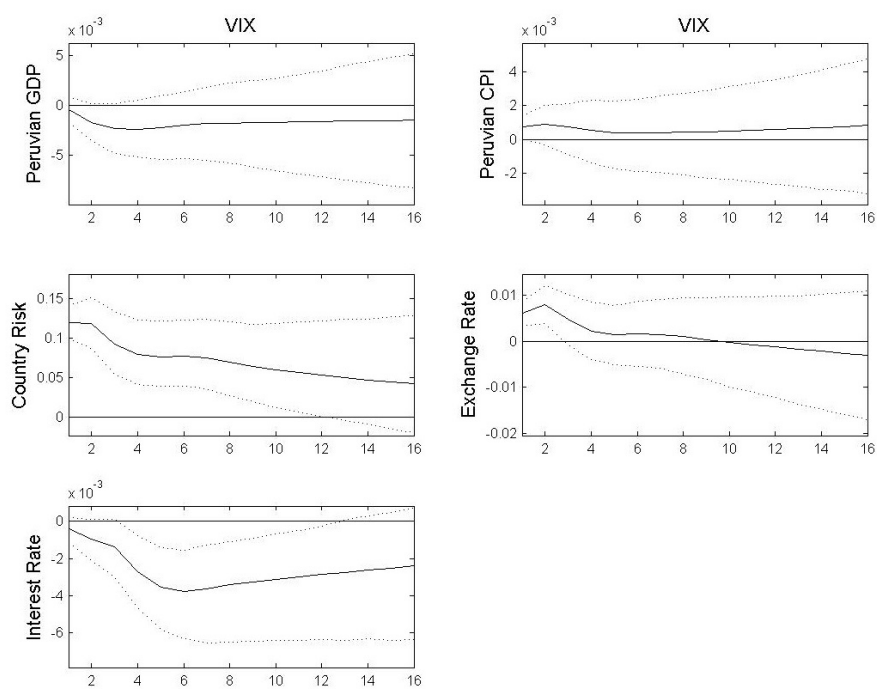 x 10⁻³
VIX
5
0
-5
Peruvian GDP
2 4 6 8 10 12 14 16
x 10⁻³
VIX
4
2
0
-2
Peruvian CPI
2 4 6 8 10 12 14 16
0.15
0.1
0.05
0
Country Risk
2 4 6 8 10 12 14 16
0.01
0
-0.01
-0.02
Exchange Rate
2 4 6 8 10 12 14 16
x 10⁻³
0
-2
-4
-6
Interest Rate
2 4 6 8 10 12 14 16